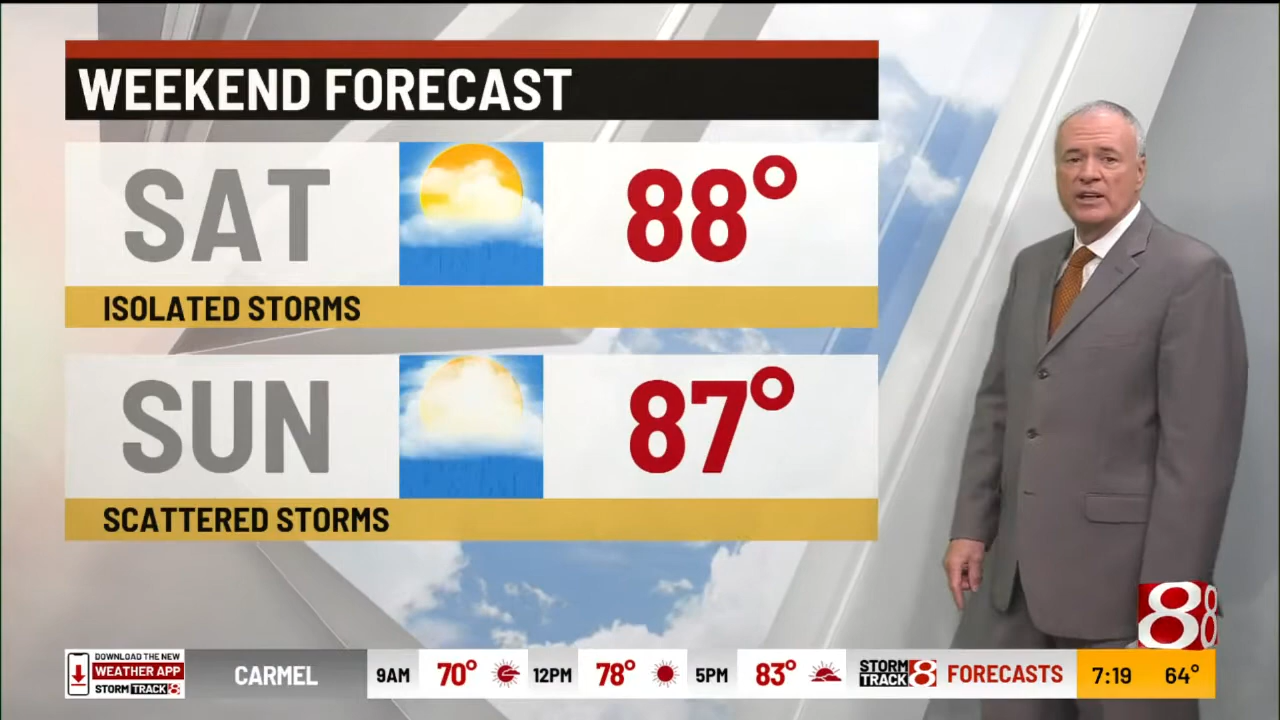 WEEKEND FORECAST
SAT 88°
ISOLATED STORMS
SUN 87°
SCATTERED STORMS
8
DOWNLOAD THE NEW
WEATHER APP
STORM TRACK 8
CARMEL
9AM 70° 12PM 78° 5PM 83°
STORM TRACK 8
FORECASTS
7:19 64°